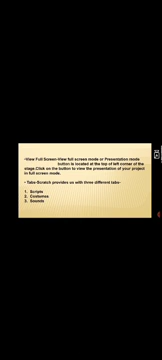 •View Full Screen-View full screen mode or Presentation mode
button is located at the top of left corner of the
stage.Click on the button to view the presentation of your project
in full screen mode.
• Take-Scratch provides us with three different take-
1. Scripts
2. Costumes
3. Sounds